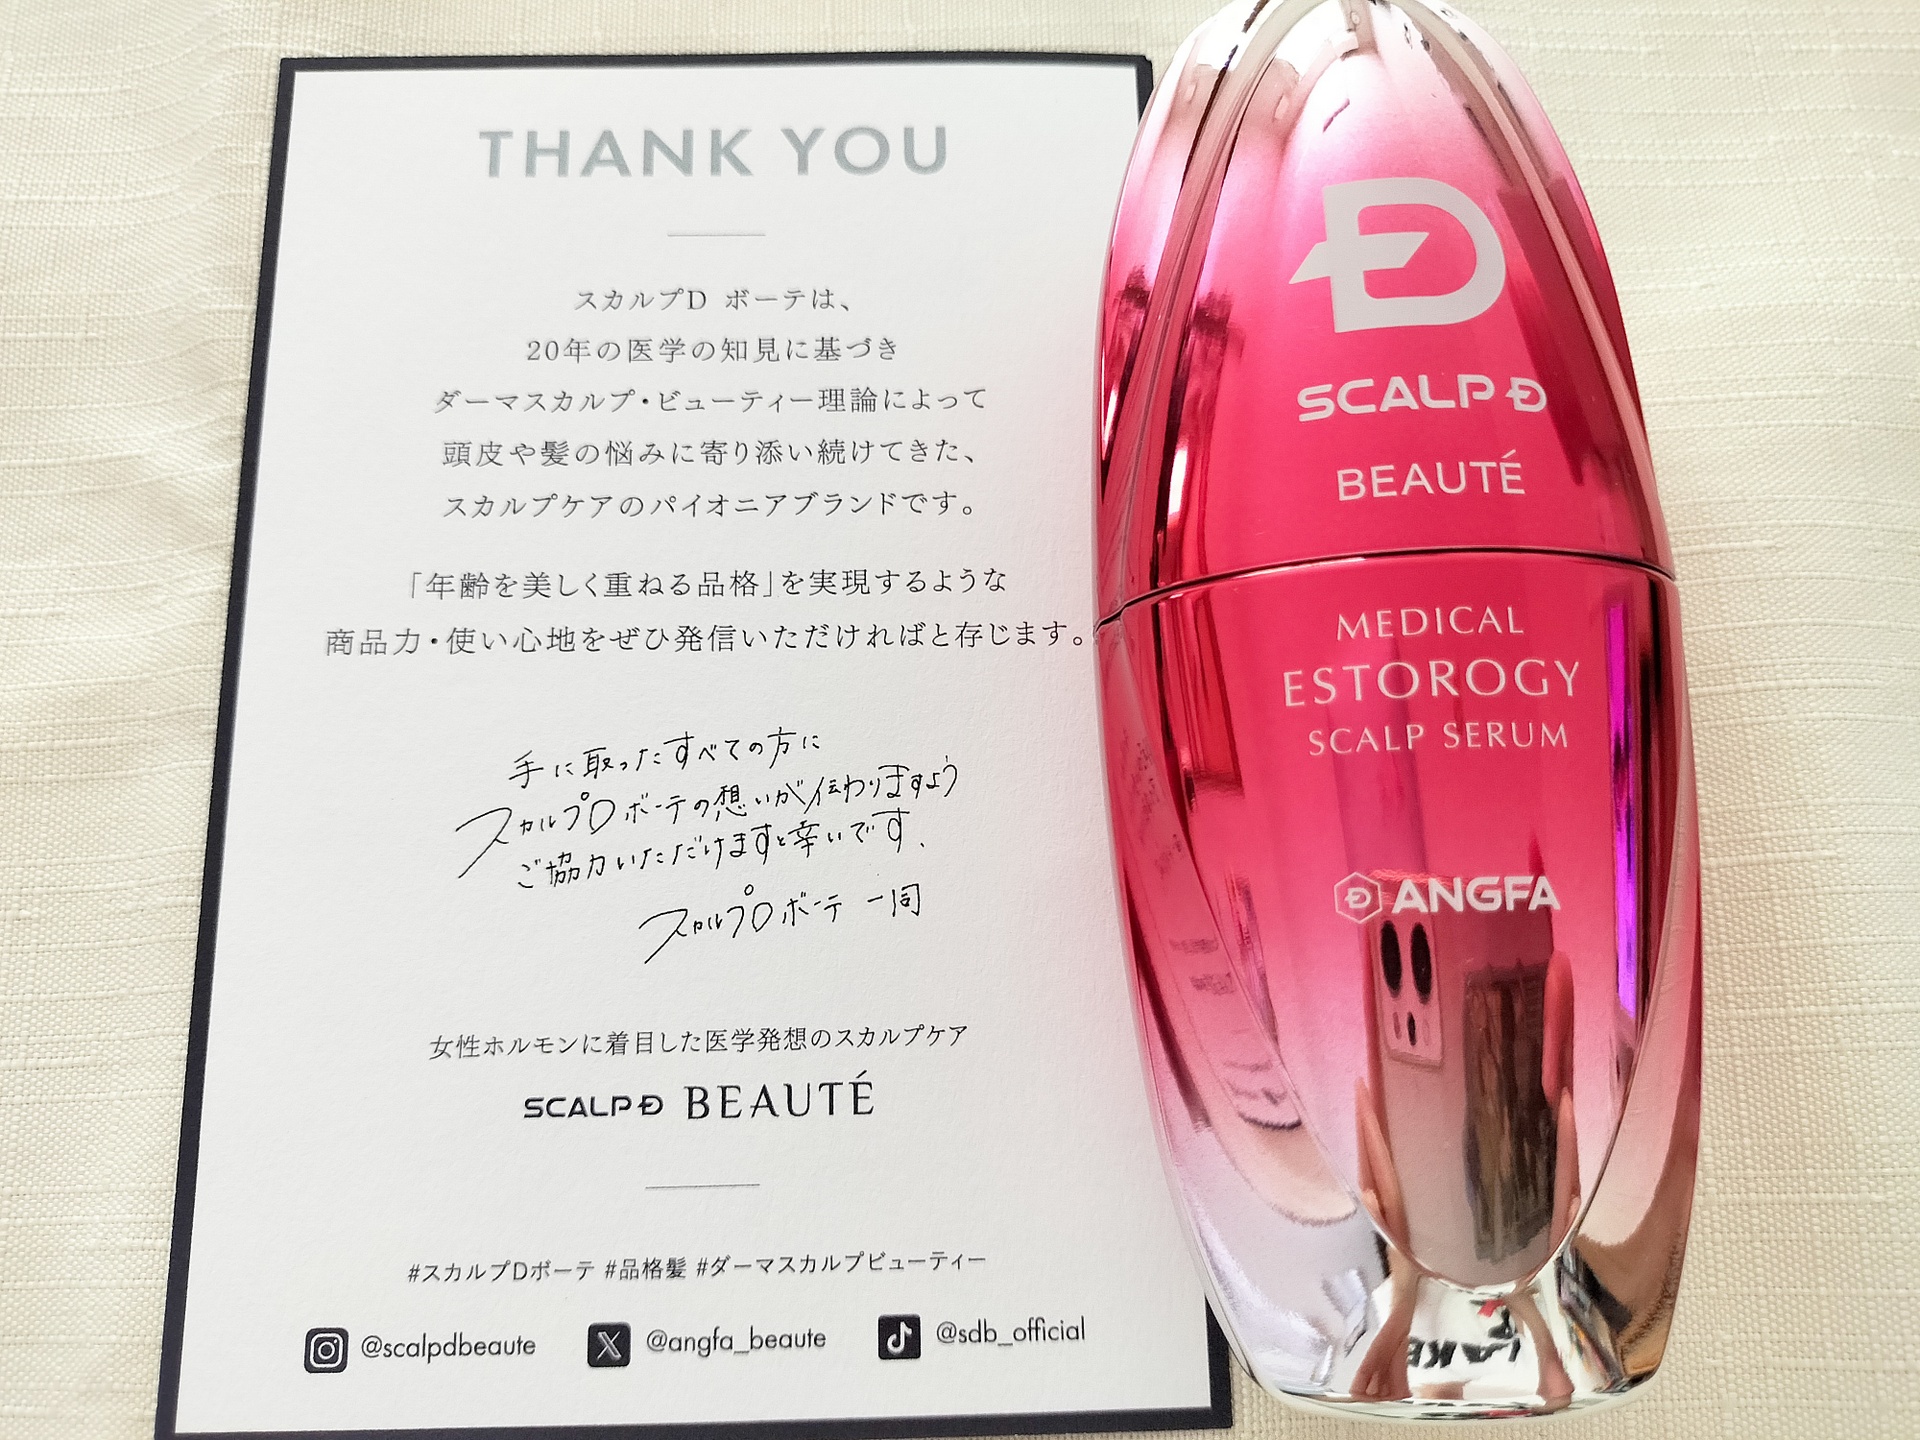 THANK YOU
スカルプD ボーテは、
20年の医学の知見に基づき
ダーマスカルプ・ビューティー理論によって
頭皮や髪の悩みに寄り添い続けてきた、
スカルプケアのパイオニアブランドです。
「年齢を美しく重ねる品格」を実現するような
商品力・使い心地をぜひ発信いただければと存じます。
手に取ったすべての方に
スカルプD ボーテの想いが伝わりますよう
ご協力いただけますと幸いです.
スカルプD ボーテ 一同
女性ホルモンに着目した医学発想のスカルプケア
SCALP D BEAUTÉ
#スカルプDボーテ #品格髪 #ダーマスカルプビューティー
@scalpdbeaute @angfa_beaute @sdb_official
D
SCALP D
BEAUTÉ
MEDICAL
ESTOROGY
SCALP SERUM
D ANGFA